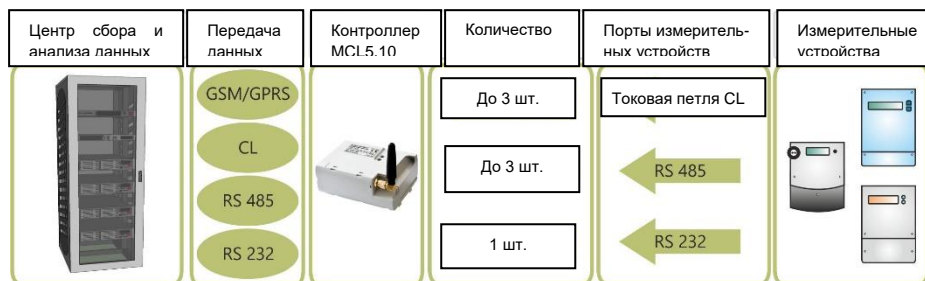 Центр сбора и
анализа данных
Передача
данных
Контроллер
MCL5.10
Количество
Порты измеритель-
ных устройств
Измерительные
устройства
GSM/GPRS
CL
RS 485
RS 232
До 3 шт.
До 3 шт.
1 шт.
Токовая петля CL
RS 485
RS 232